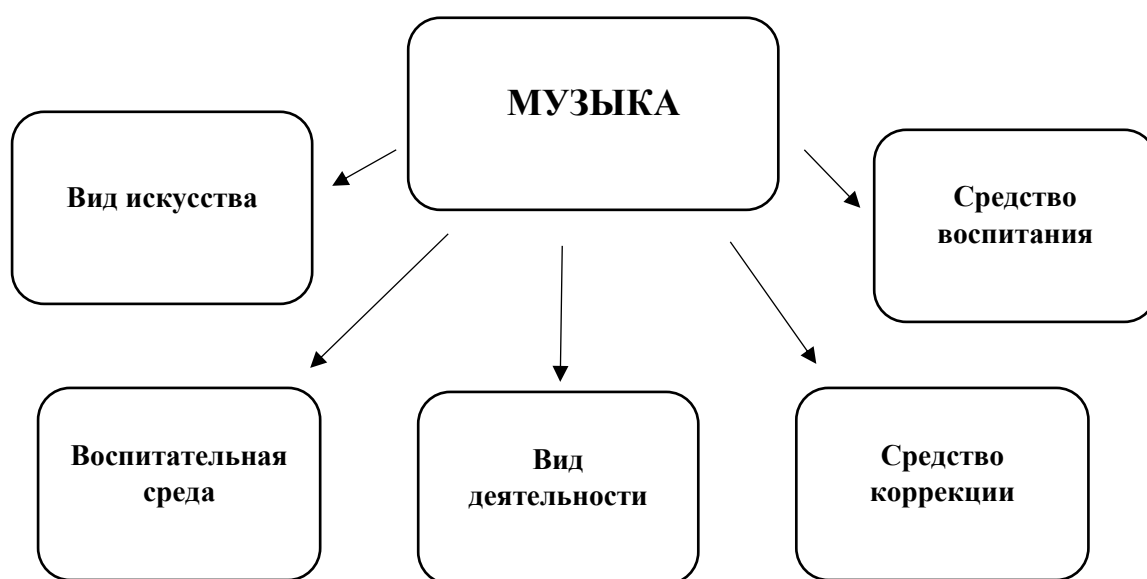 МУЗЫКА
Вид искусства
Средство
воспитания
Воспитательная
среда
Вид
деятельности
Средство
коррекции